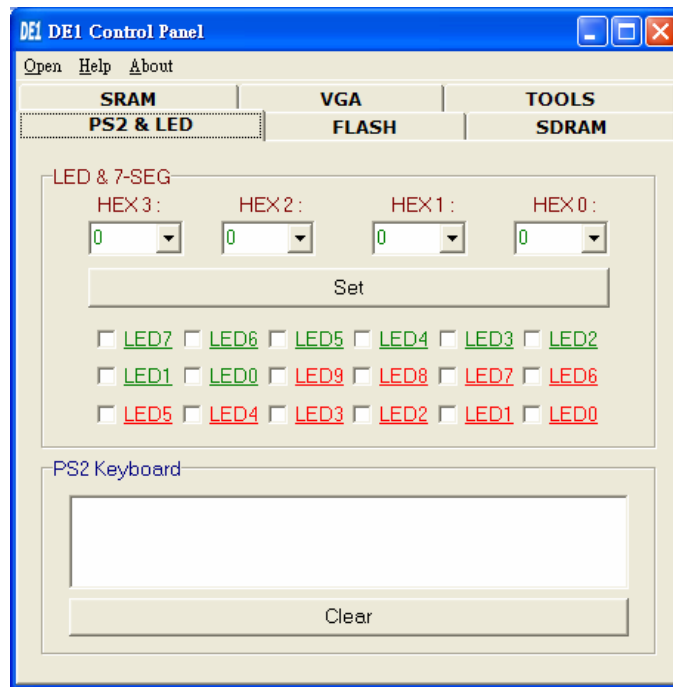 DE1 DE1 Control Panel
Open Help About
SRAM VGA TOOLS
PS2 & LED FLASH SDRAM
LED & 7-SEG
HEX 3 : HEX 2 : HEX 1 : HEX 0 :
0 0 0 0
Set
LED7 LED6 LED5 LED4 LED3 LED2
LED1 LED0 LED9 LED8 LED7 LED6
LED5 LED4 LED3 LED2 LED1 LED0
PS2 Keyboard
Clear